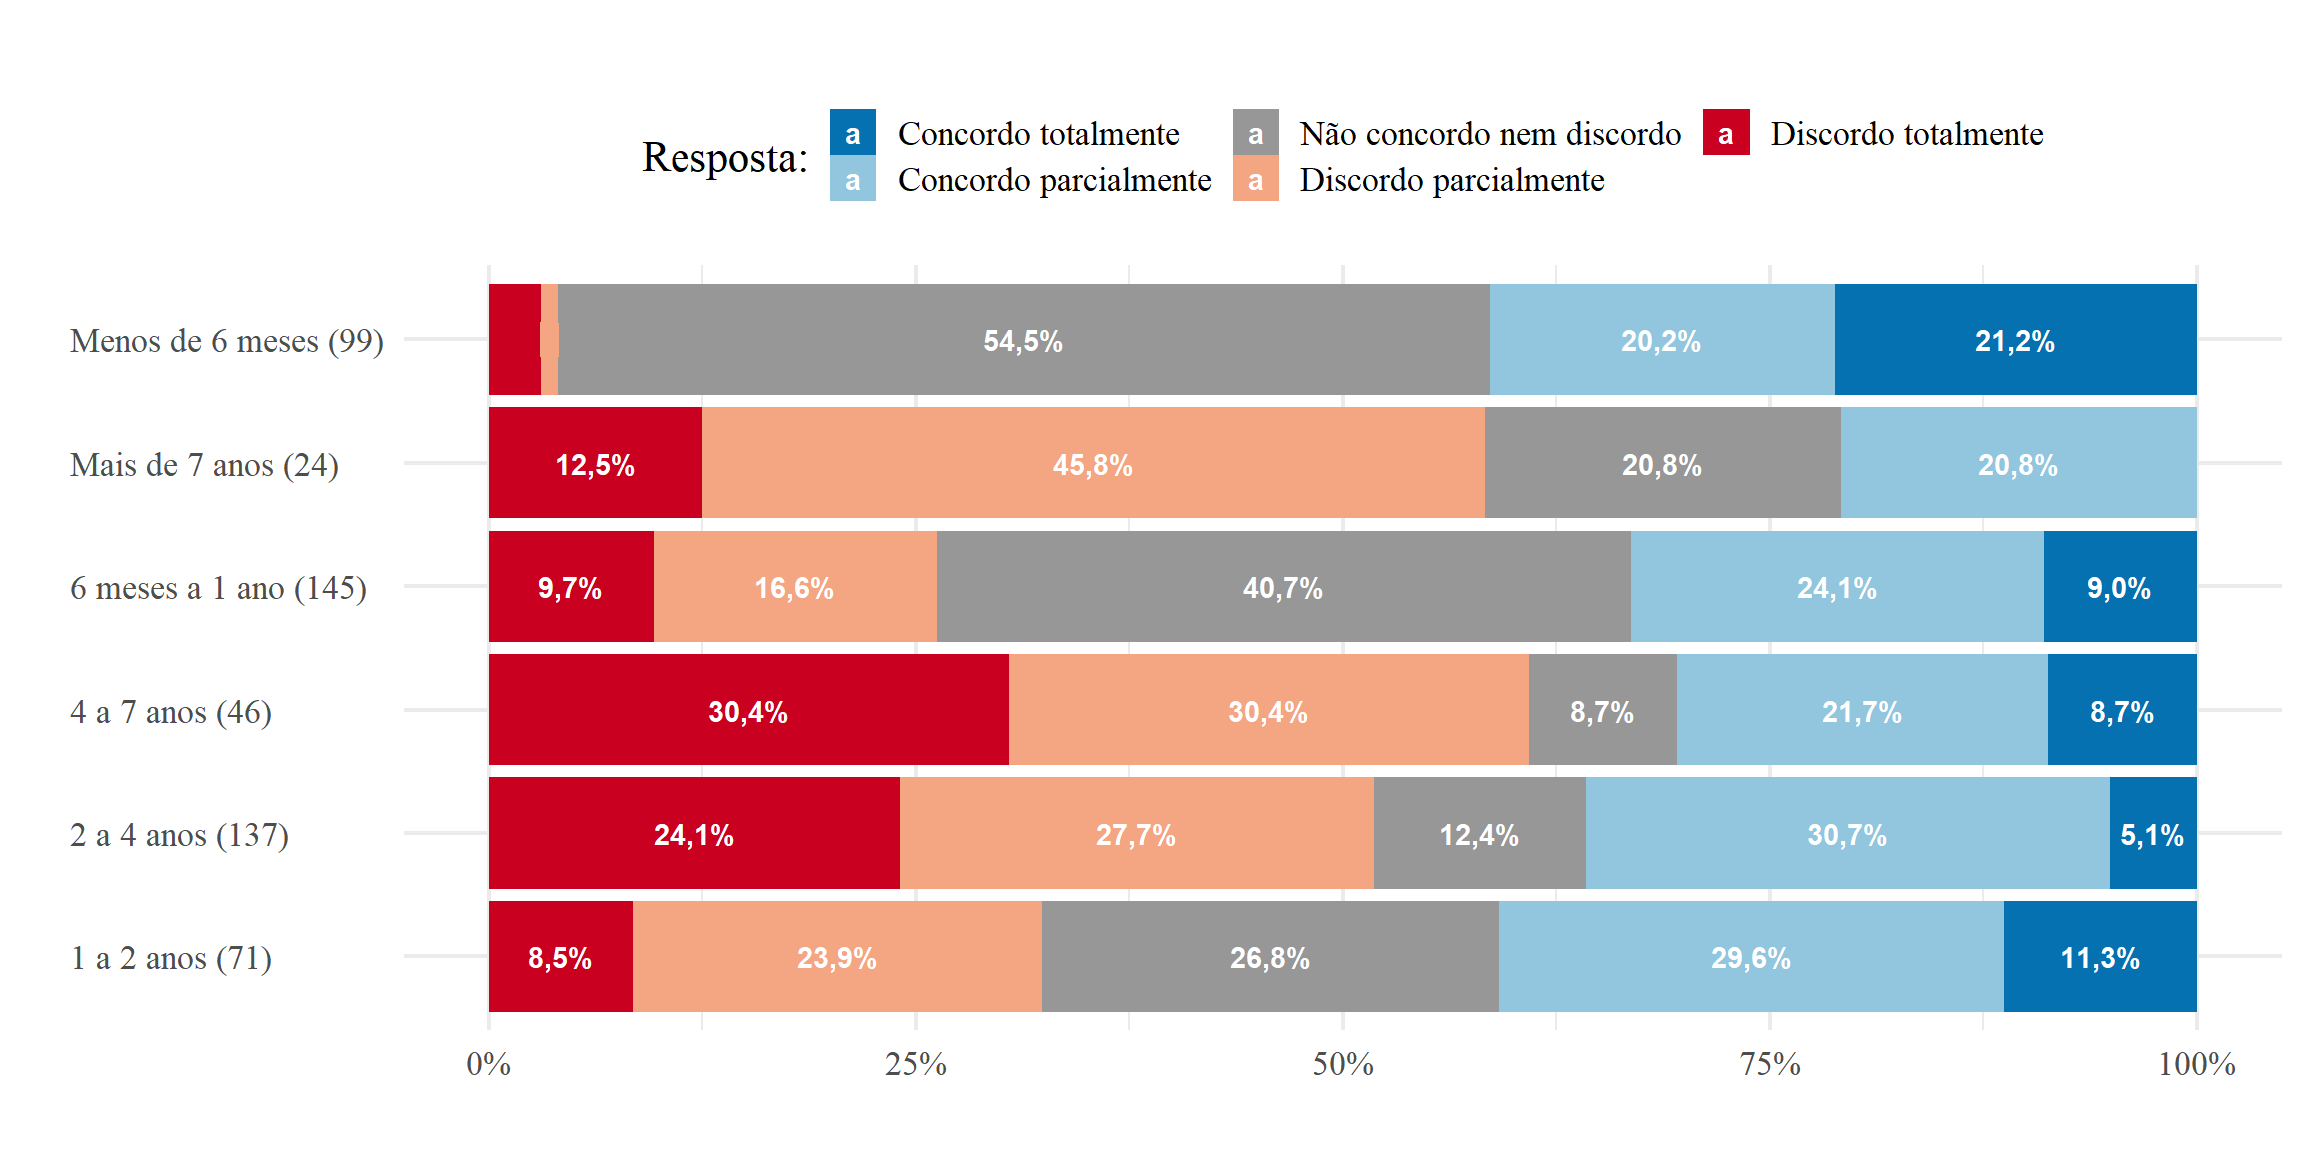 Resposta:
a Concordo totalmente a Não concordo nem discordo a Discordo totalmente
a Concordo parcialmente a Discordo parcialmente
Menos de 6 meses (99) 54,5% 20,2% 21,2%
Mais de 7 anos (24) 12,5% 45,8% 20,8% 20,8%
6 meses a 1 ano (145) 9,7% 16,6% 40,7% 24,1% 9,0%
4 a 7 anos (46) 30,4% 30,4% 8,7% 21,7% 8,7%
2 a 4 anos (137) 24,1% 27,7% 12,4% 30,7% 5,1%
1 a 2 anos (71) 8,5% 23,9% 26,8% 29,6% 11,3%
0% 25% 50% 75% 100%